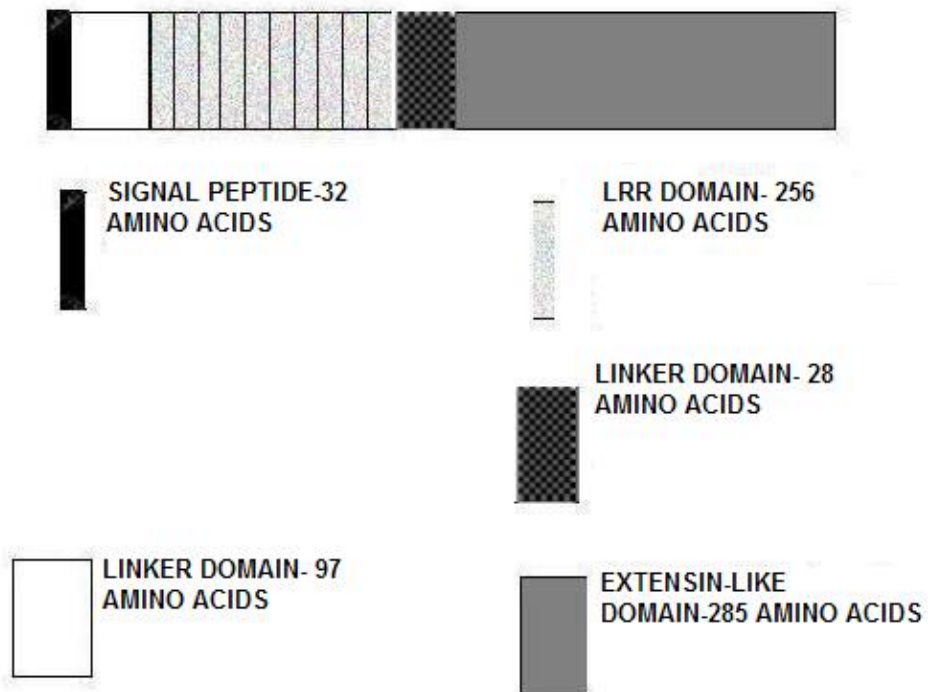 SIGNAL PEPTIDE-32
AMINO ACIDS
LRR DOMAIN- 256
AMINO ACIDS
LINKER DOMAIN- 28
AMINO ACIDS
LINKER DOMAIN- 97
AMINO ACIDS
EXTENSIN-LIKE
DOMAIN-285 AMINO ACIDS